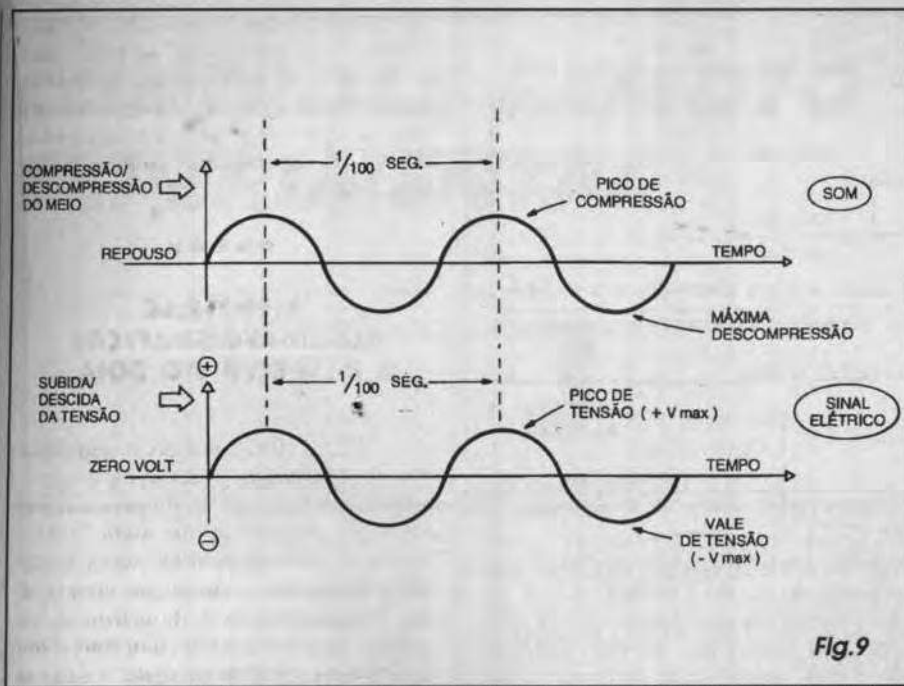 1/100 SEG.
COMPRESSÃO/
DESCOMPRESSÃO
DO MEIO
PICO DE
COMPRESSÃO
SOM
REPOUSO
TEMPO
MÁXIMA
DESCOMPRESSÃO
+
1/100 SEG.
SUBIDA/
DESCIDA
DA TENSÃO
PICO DE
TENSÃO ( + V max )
SINAL
ELÉTRICO
ZERO VOLT
TEMPO
−
VALE
DE TENSÃO
( - V max )
Fig.9